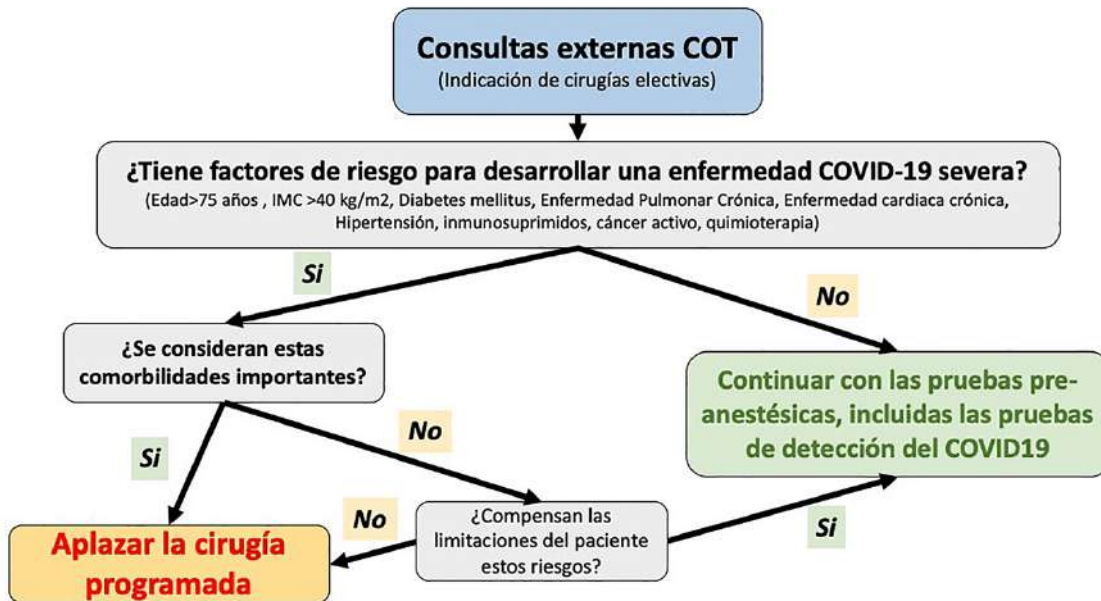 Consultas externas COT
(Indicación de cirugías electivas)
¿Tiene factores de riesgo para desarrollar una enfermedad COVID-19 severa?
(Edad>75 años , IMC >40 kg/m2, Diabetes mellitus, Enfermedad Pulmonar Crónica, Enfermedad cardiaca crónica,
Hipertensión, inmunosuprimidos, cáncer activo, quimioterapia)
Si
No
¿Se consideran estas
comorbilidades importantes?
Continuar con las pruebas pre-
anestésicas, incluidas las pruebas
de detección del COVID19
Si
No
Aplazar la cirugía
programada
No
¿Compensan las
limitaciones del paciente
estos riesgos?
Si